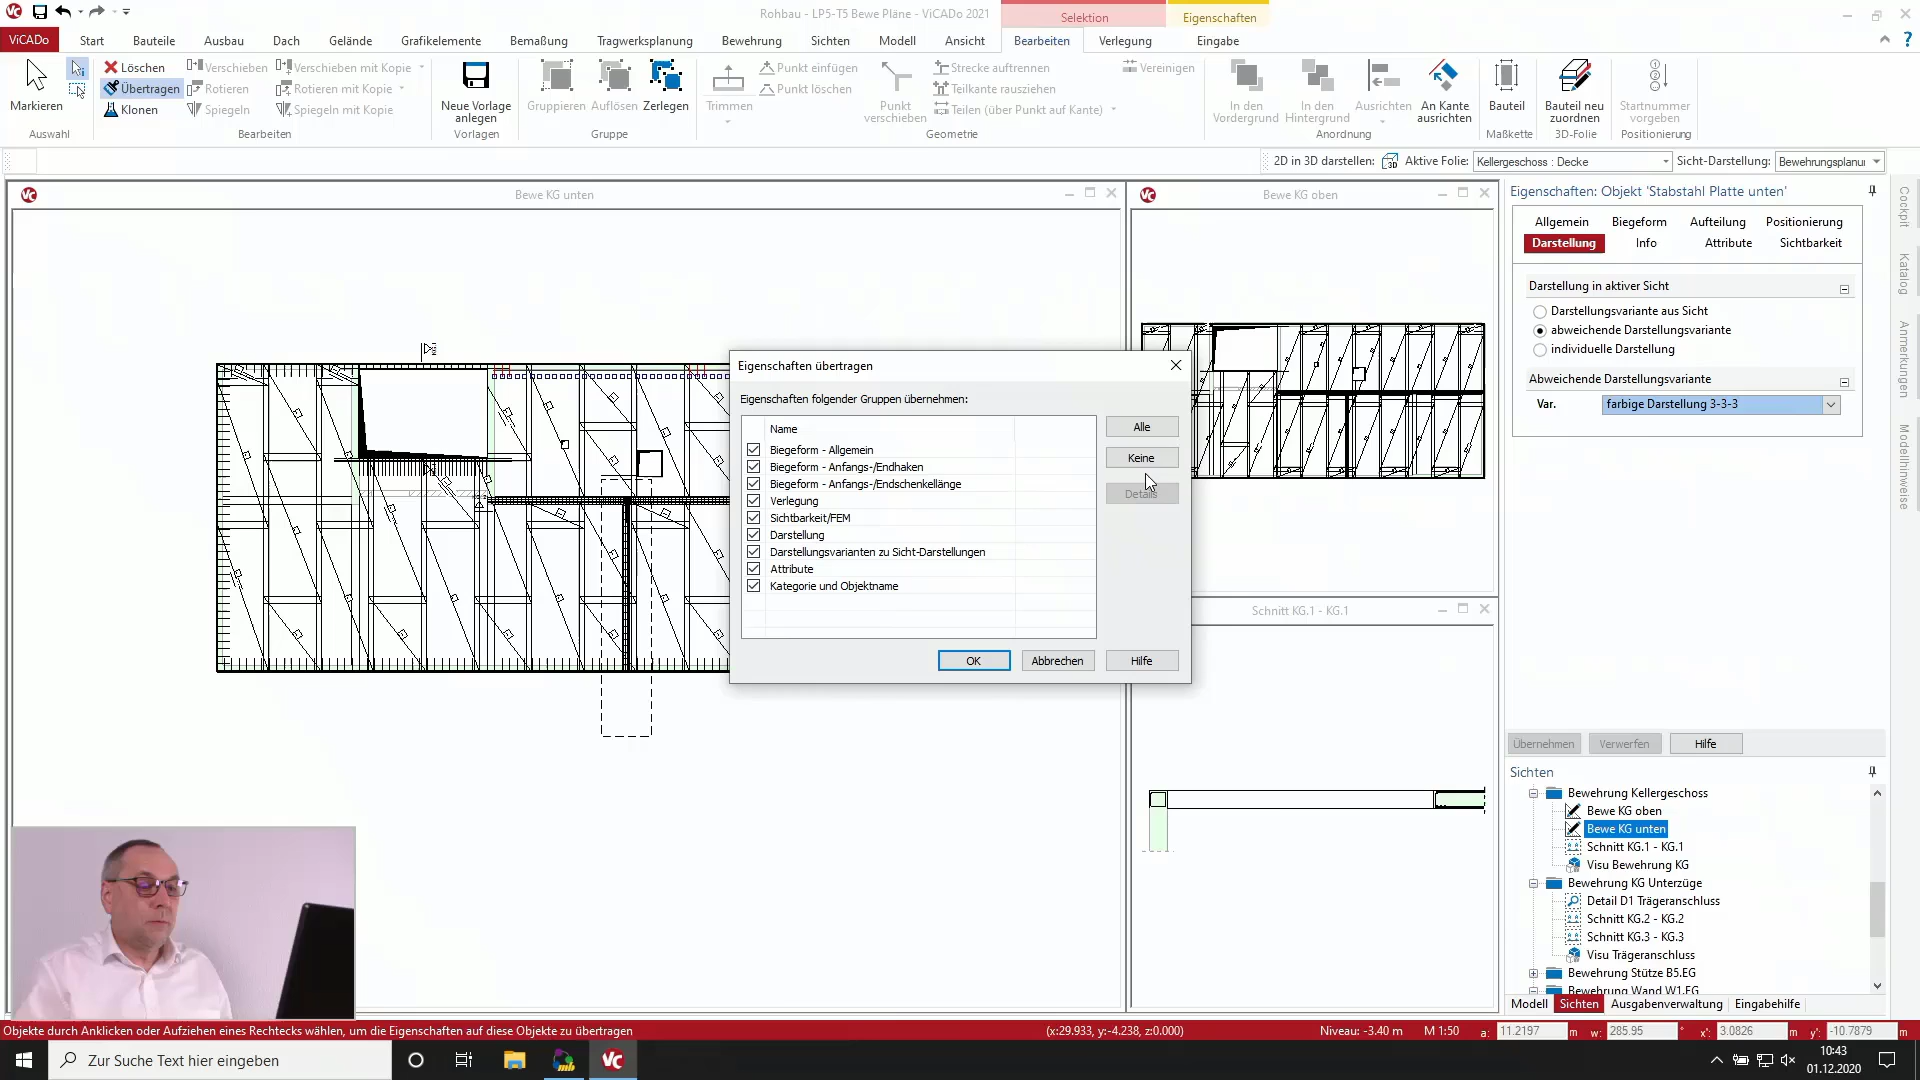 Rohbau - LP5-T5 Bewe Pläne - ViCADo 2021
Selektion
Eigenschaften
ViCADo
Start
Bauteile
Ausbau
Dach
Gelände
Grafikelemente
Bemaßung
Tragwerksplanung
Bewehrung
Sichten
Modell
Ansicht
Bearbeiten
Verlegung
Eingabe
Markieren
Auswahl
Löschen
Übertragen
Klonen
Verschieben
Rotieren
Spiegeln
Verschieben mit Kopie
Rotieren mit Kopie
Spiegeln mit Kopie
Bearbeiten
Neue Vorlage
anlegen
Vorlagen
Gruppieren
Auflösen
Zerlegen
Gruppe
Trimmen
Punkt einfügen
Punkt löschen
Punkt
verschieben
Strecke auftrennen
Teilkante rausziehen
Teilen (über Punkt auf Kante)
Geometrie
Vereinigen
In den
Vordergrund
In den
Hintergrund
Ausrichten
An Kante
ausrichten
Anordnung
Bauteil
Maßkette
Bauteil neu
zuordnen
3D-Folie
Startnummer
vorgeben
Positionierung
2D in 3D darstellen:
Aktive Folie:
Kellergeschoss : Decke
Sicht-Darstellung:
Bewehrungsplanu
Bewe KG unten
Bewe KG oben
Schnitt KG.1 - KG.1
Eigenschaften übertragen
Eigenschaften folgender Gruppen übernehmen:
Name
Biegeform - Allgemein
Biegeform - Anfangs-/Endhaken
Biegeform - Anfangs-/Endschenkellänge
Verlegung
Sichtbarkeit/FEM
Darstellung
Darstellungsvarianten zu Sicht-Darstellungen
Attribute
Kategorie und Objektname
Alle
Keine
Details
OK
Abbrechen
Hilfe
Eigenschaften: Objekt 'Stabstahl Platte unten'
Allgemein
Biegeform
Aufteilung
Positionierung
Darstellung
Info
Attribute
Sichtbarkeit
Darstellung in aktiver Sicht
Darstellungsvariante aus Sicht
abweichende Darstellungsvariante
individuelle Darstellung
Abweichende Darstellungsvariante
Var.
farbige Darstellung 3-3-3
Übernehmen
Verwerfen
Hilfe
Sichten
Bewehrung Kellergeschoss
Bewe KG oben
Bewe KG unten
Schnitt KG.1 - KG.1
Visu Bewehrung KG
Bewehrung KG Unterzüge
Detail D1 Trägeranschluss
Schnitt KG.2 - KG.2
Schnitt KG.3 - KG.3
Visu Trägeranschluss
Bewehrung Stütze B5.EG
Bewehrung Wand W1.EG
Modell
Sichten
Ausgabenverwaltung
Eingabehilfe
Cockpit
Katalog
Anmerkungen
Modellhinweise
Objekte durch Anklicken oder Aufziehen eines Rechtecks wählen, um die Eigenschaften auf diese Objekte zu übertragen
(x:29.933, y:-4.238, z:0.000)
Niveau: -3.40 m
M 1:50
a: 11.2197 m
w: 285.95 °
x': 3.0826 m
y': -10.7879 m
Zur Suche Text hier eingeben
10:43
01.12.2020